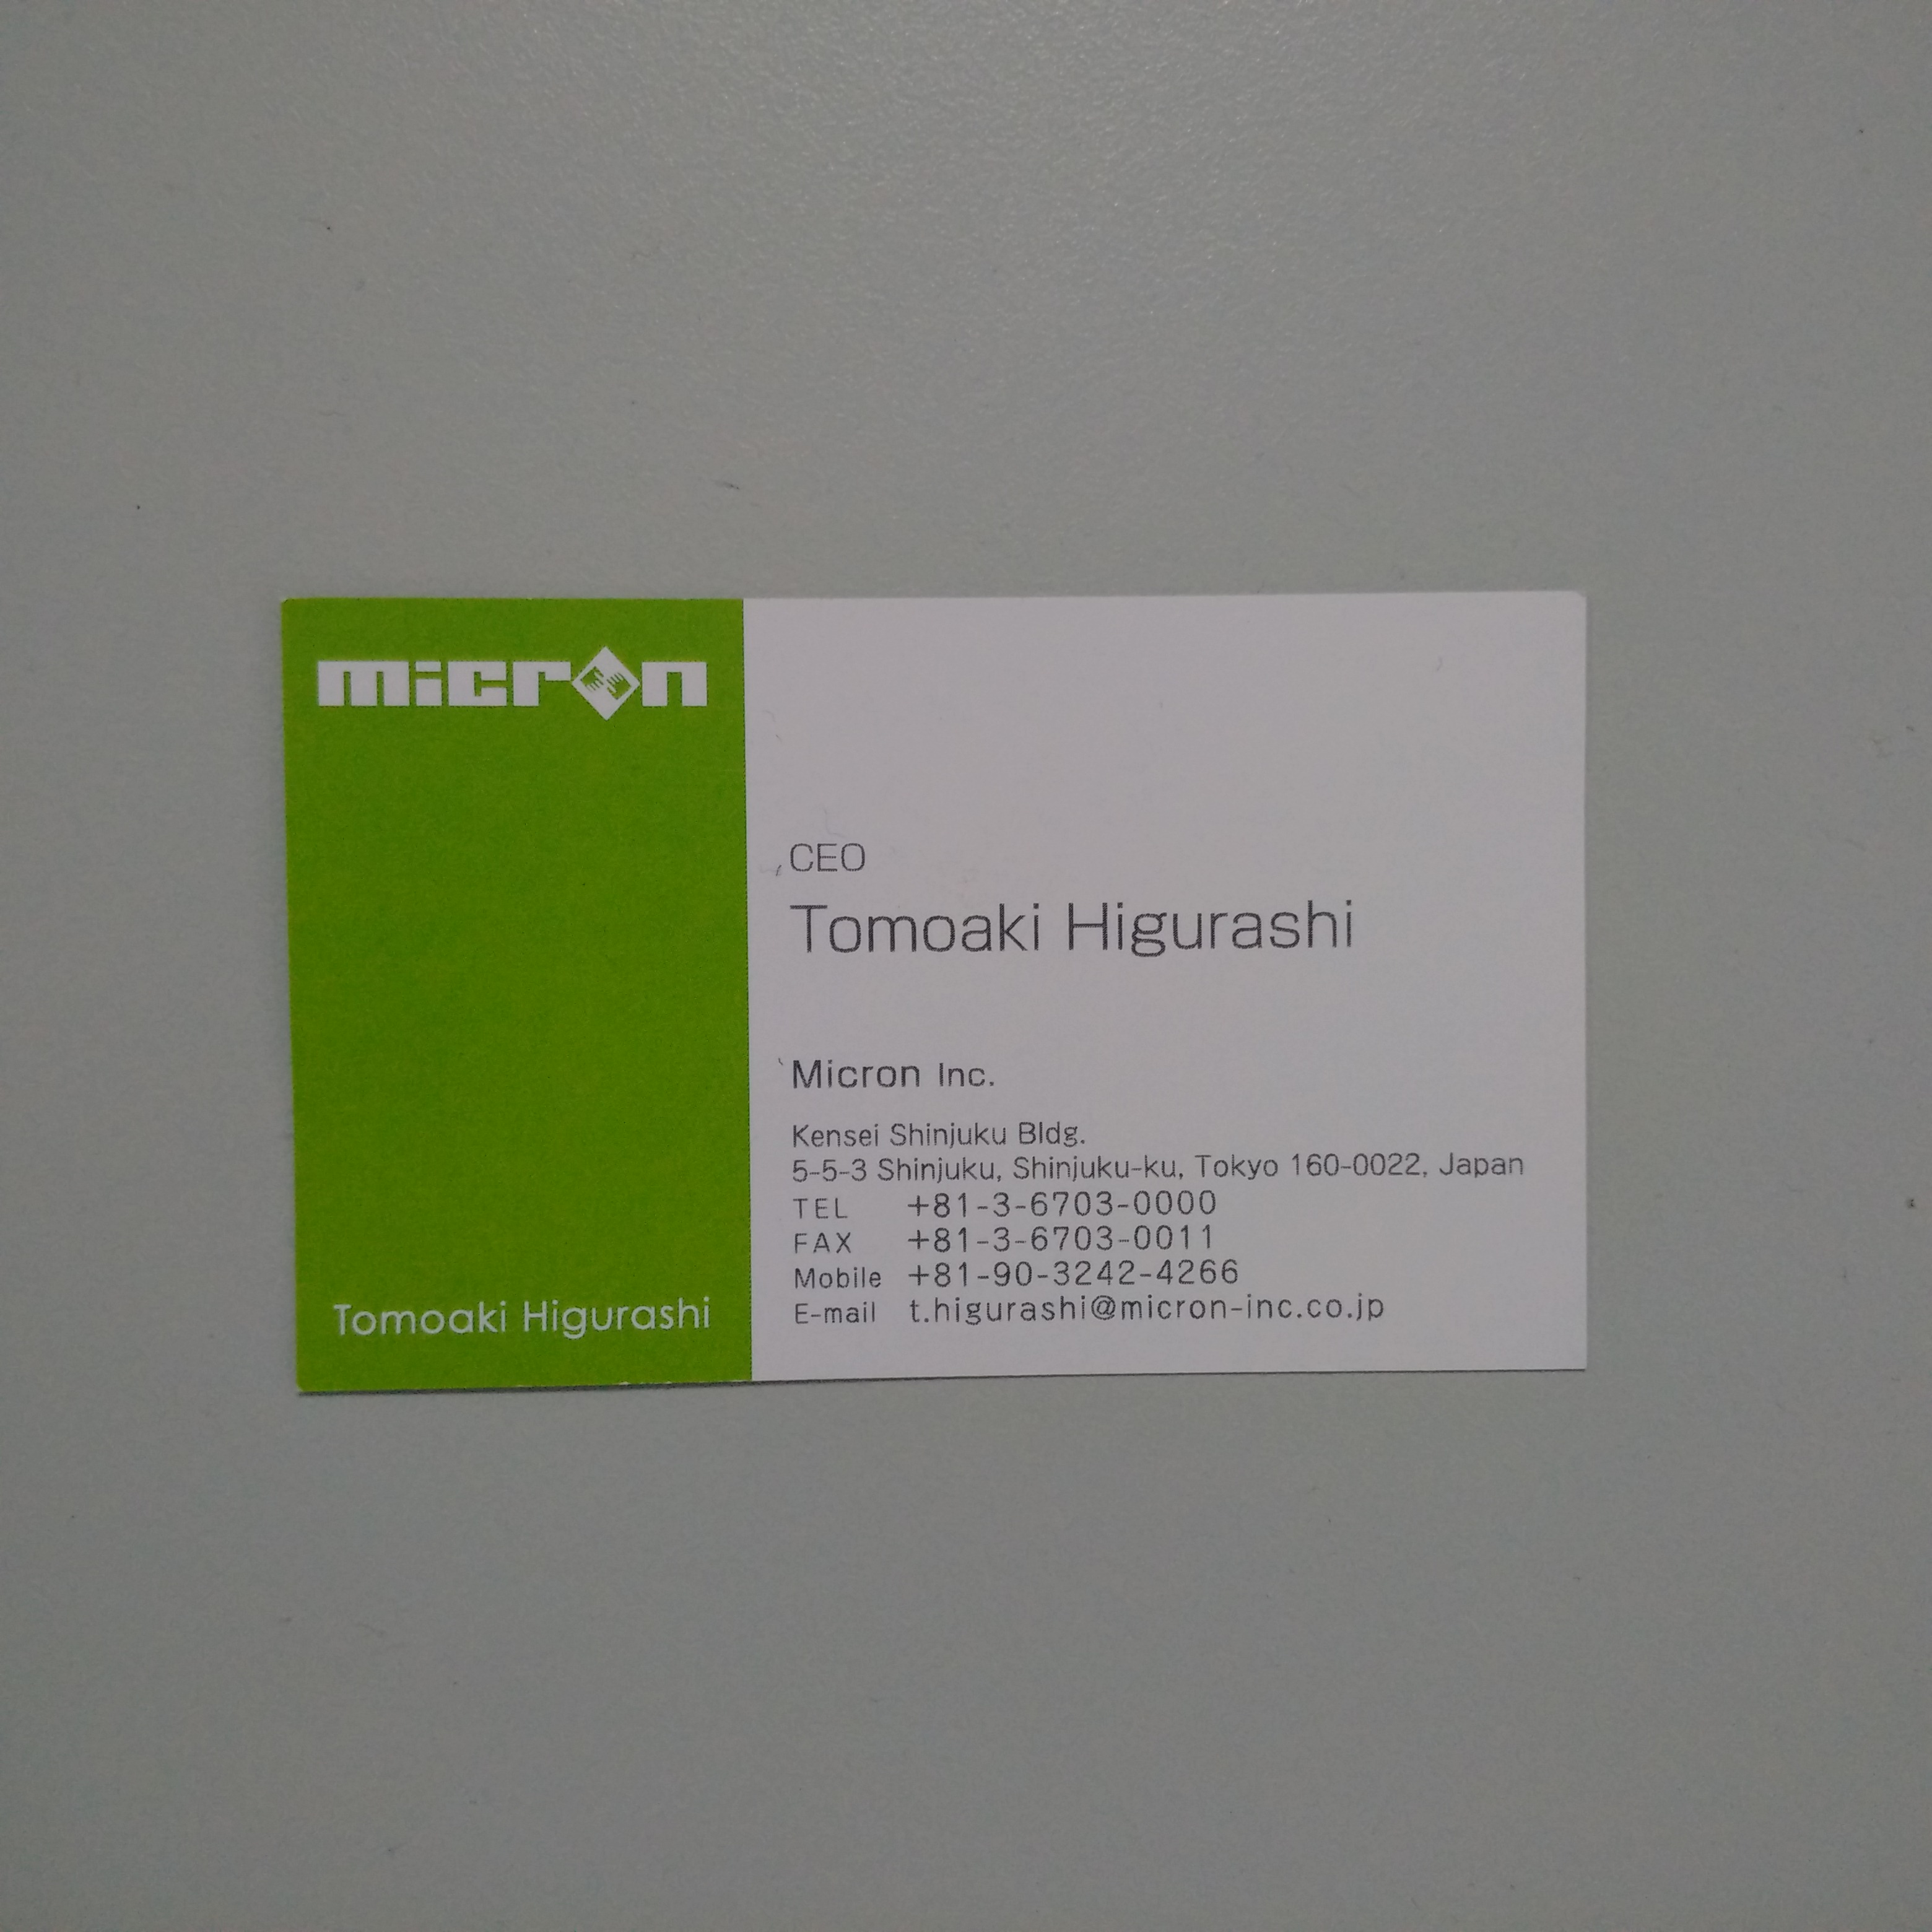 micron
Tomoaki Higurashi
CEO
Tomoaki Higurashi
Micron Inc.
Kensei Shinjuku Bldg.
5-5-3 Shinjuku, Shinjuku-ku, Tokyo 160-0022, Japan
TEL +81-3-6703-0000
FAX +81-3-6703-0011
Mobile +81-90-3242-4266
E-mail t.higurashi@micron-inc.co.jp